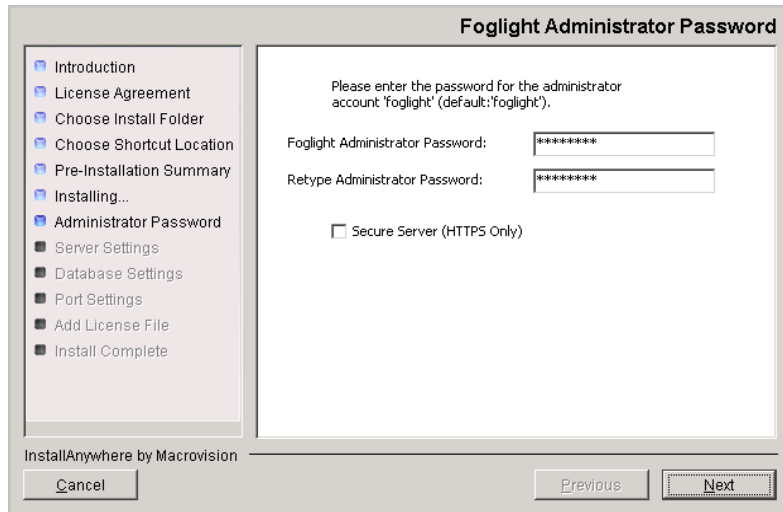 Foglight Administrator Password
Introduction
License Agreement
Choose Install Folder
Choose Shortcut Location
Pre-Installation Summary
Installing...
Administrator Password
Server Settings
Database Settings
Port Settings
Add License File
Install Complete
Please enter the password for the administrator
account 'foglight' (default:'foglight').
Foglight Administrator Password: ********
Retype Administrator Password: ********
Secure Server (HTTPS Only)
InstallAnywhere by Macrovision
Cancel Previous Next